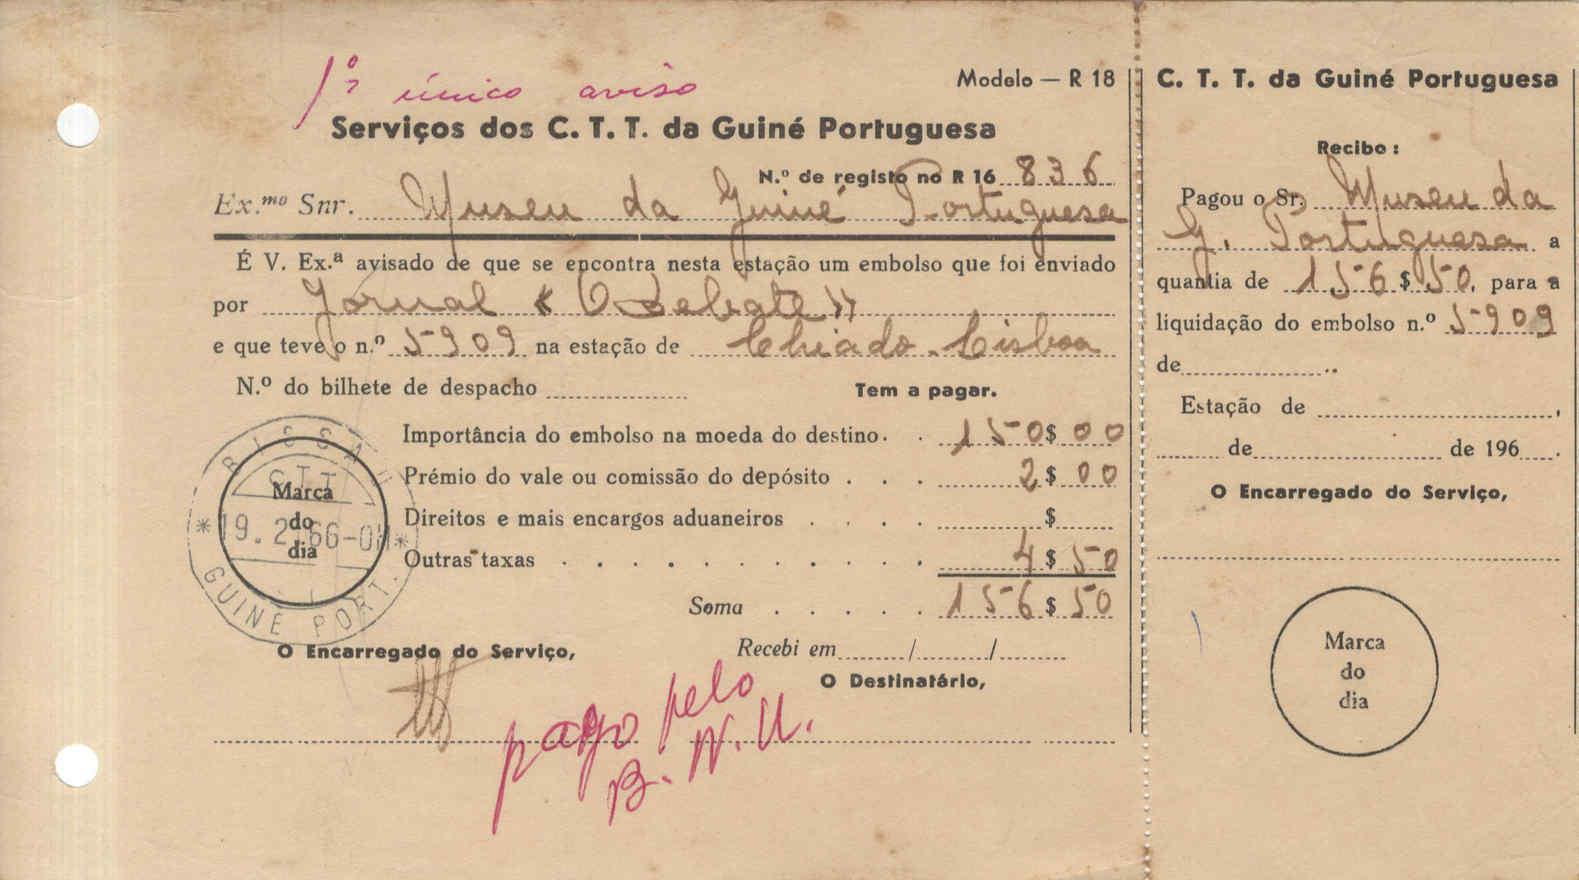 1º único aviso
Modelo — R 18
Serviços dos C. T. T. da Guiné Portuguesa
N.º de registo no R 16 836
Ex.mo Snr. Museu da Guiné Portuguesa
É V. Ex.ª avisado de que se encontra nesta estação um embolso que foi enviado
por Jornal « O Debate »
e que teve o n.º 5909 na estação de Chiado - Lisboa
N.º do bilhete de despacho
Tem a pagar.
Importância do embolso na moeda do destino. . 150$00
Prémio do vale ou comissão do depósito . . . 2$00
Direitos e mais encargos aduaneiros . . . . $
Outras taxas . . . . . . . . . . . 4$50
Soma . . . . . 156$50
BISSAU
CTT
19. 2. 66-0H
GUINÉ PORT.
Marca
do
dia
O Encarregado do Serviço,
Recebi em / /
O Destinatário,
pago pelo
B. N. U.
C. T. T. da Guiné Portuguesa
Recibo :
Pagou o Sr. Museu da
G. Portuguesa a
quantia de 156$50, para a
liquidação do embolso n.º 5909
de
Estação de ,
de de 196 .
O Encarregado do Serviço,
Marca
do
dia